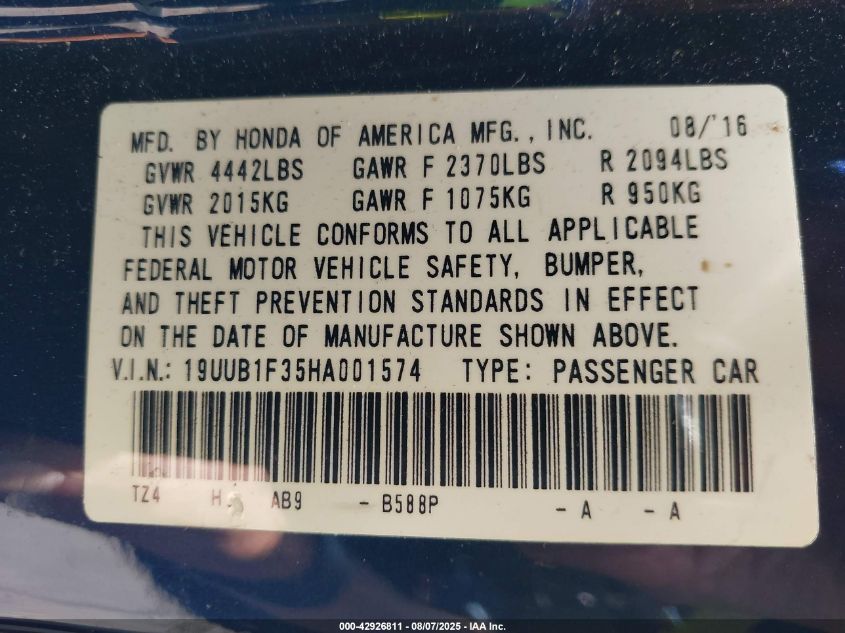 MFD. BY HONDA OF AMERICA MFG., INC. 08/'16
GVWR 4442LBS GAWR F 2370LBS R 2094LBS
GVWR 2015KG GAWR F 1075KG R 950KG
THIS VEHICLE CONFORMS TO ALL APPLICABLE
FEDERAL MOTOR VEHICLE SAFETY, BUMPER,
AND THEFT PREVENTION STANDARDS IN EFFECT
ON THE DATE OF MANUFACTURE SHOWN ABOVE.
V.I.N.: 19UUB1F35HA001574 TYPE: PASSENGER CAR
TZ4 H AB9 - B588P - A - A
000-42926811 - 08/07/2025 - IAA Inc.